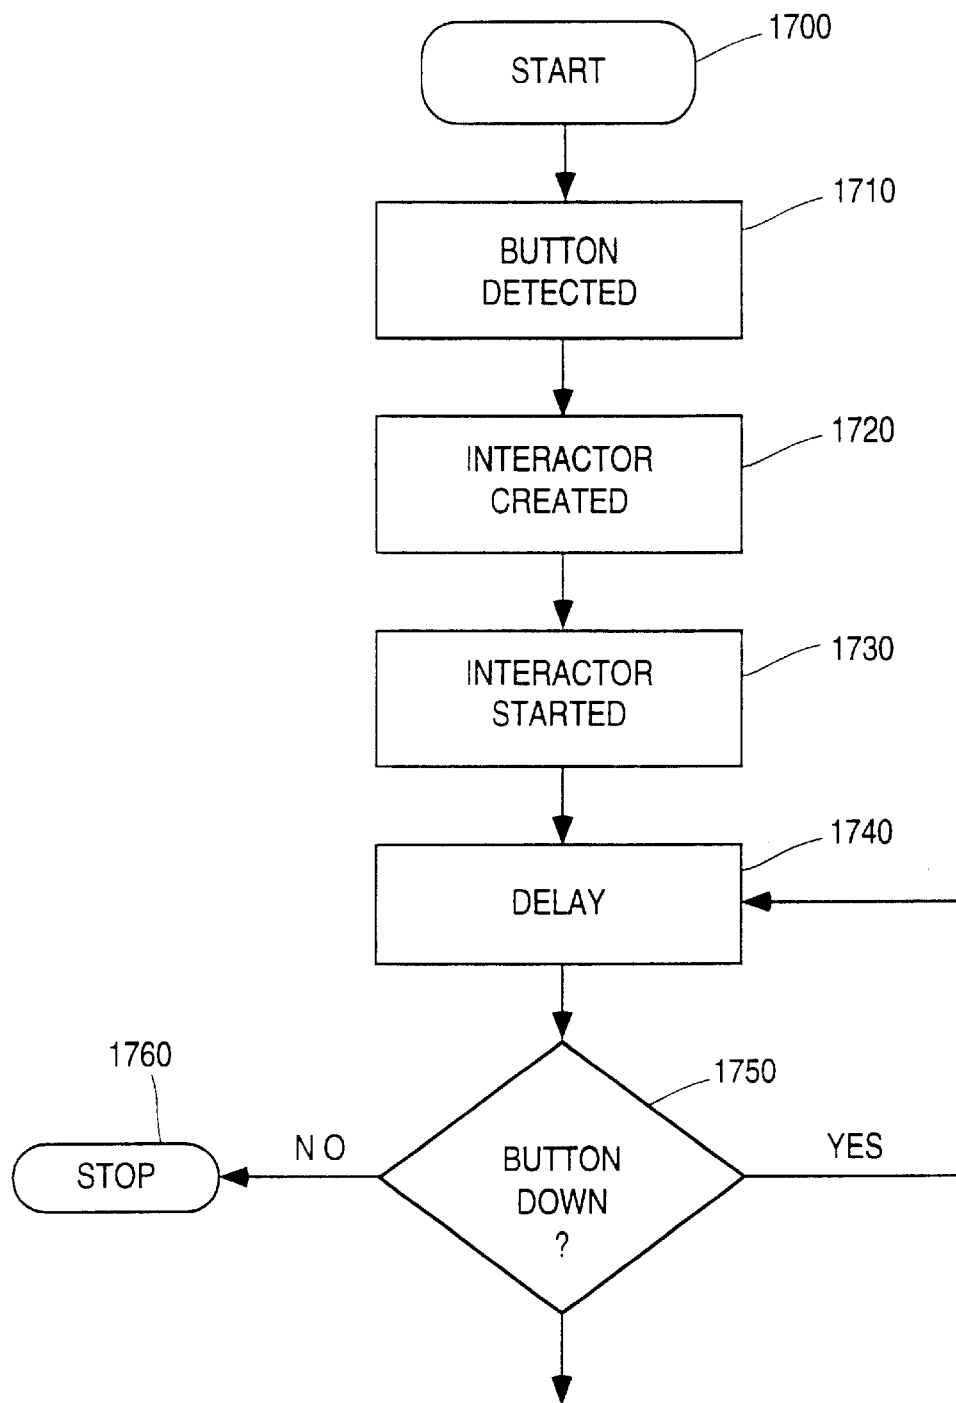 1700
START
1710
BUTTON
DETECTED
1720
INTERACTOR
CREATED
1730
INTERACTOR
STARTED
1740
DELAY
1760
1750
NO
YES
STOP
BUTTON
DOWN
?